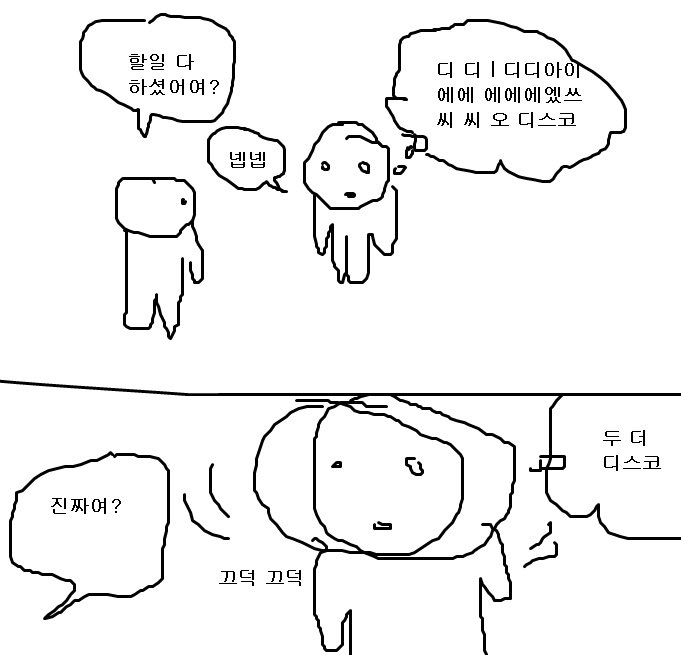 할일 다
하셨어여?
넵넵
디 디ㅣ디디아이
에에 에에에엤쓰
씨 씨 오 디스코
진짜여?
끄덕 끄덕
두 더
디스코